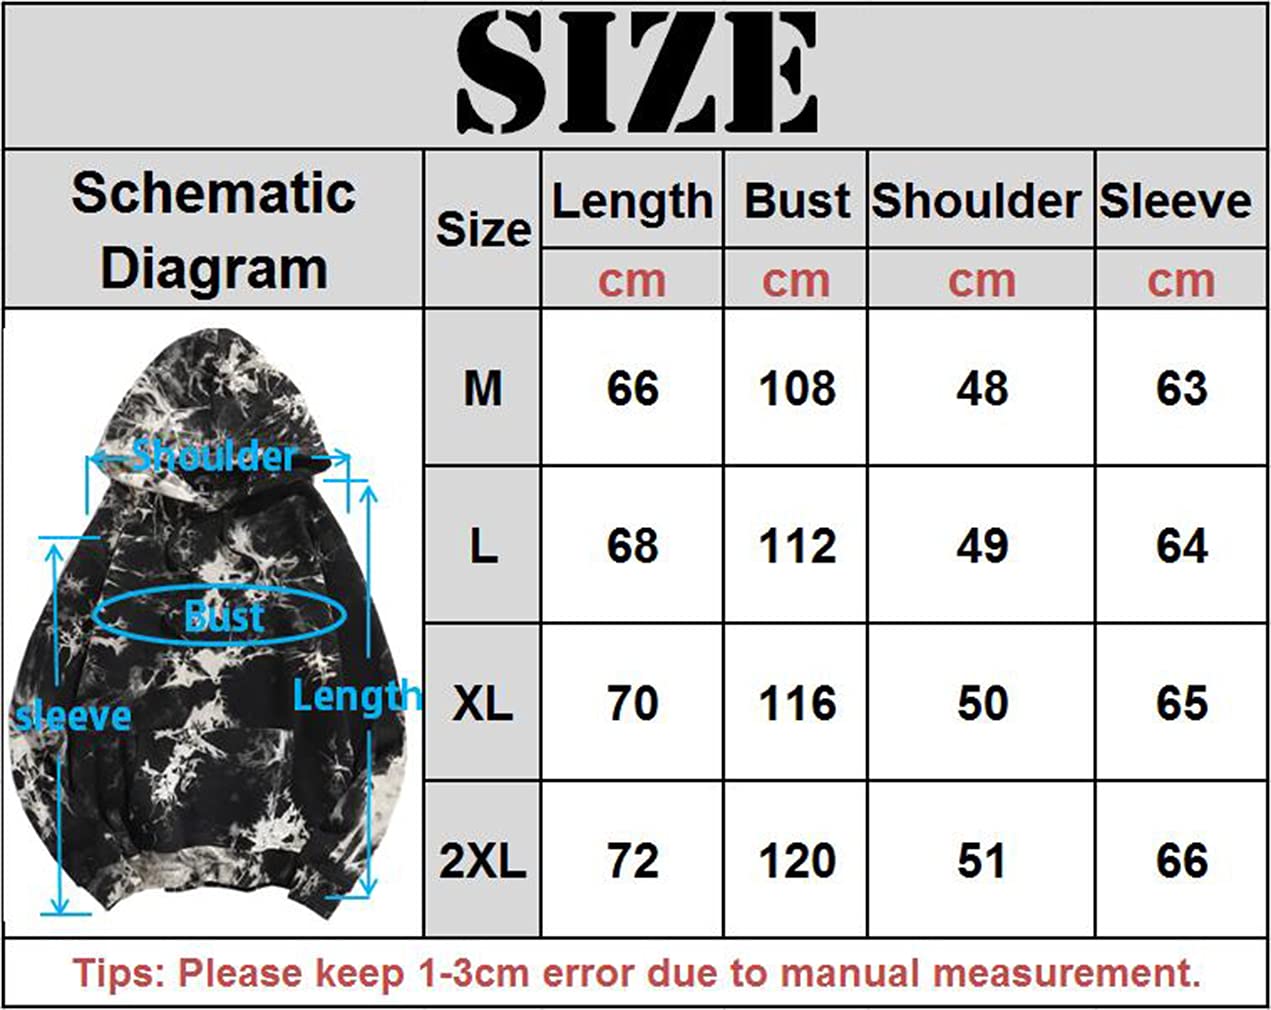 SIZE
Schematic
Diagram
Size
Length
Bust
Shoulder
Sleeve
cm
cm
cm
cm
M
66
108
48
63
L
68
112
49
64
XL
70
116
50
65
2XL
72
120
51
66
Shoulder
Bust
Length
sleeve
Tips: Please keep 1-3cm error due to manual measurement.